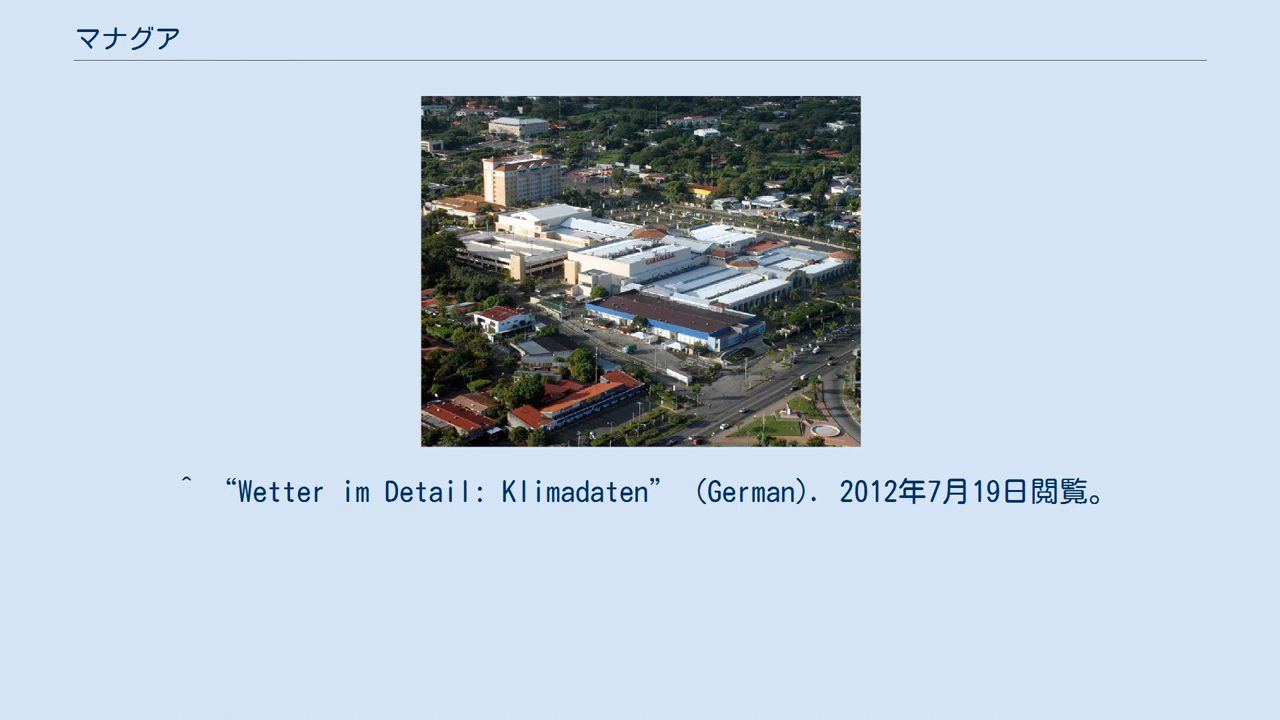 マナグア
^ “Wetter im Detail: Klimadaten” (German). 2012年7月19日閲覧。